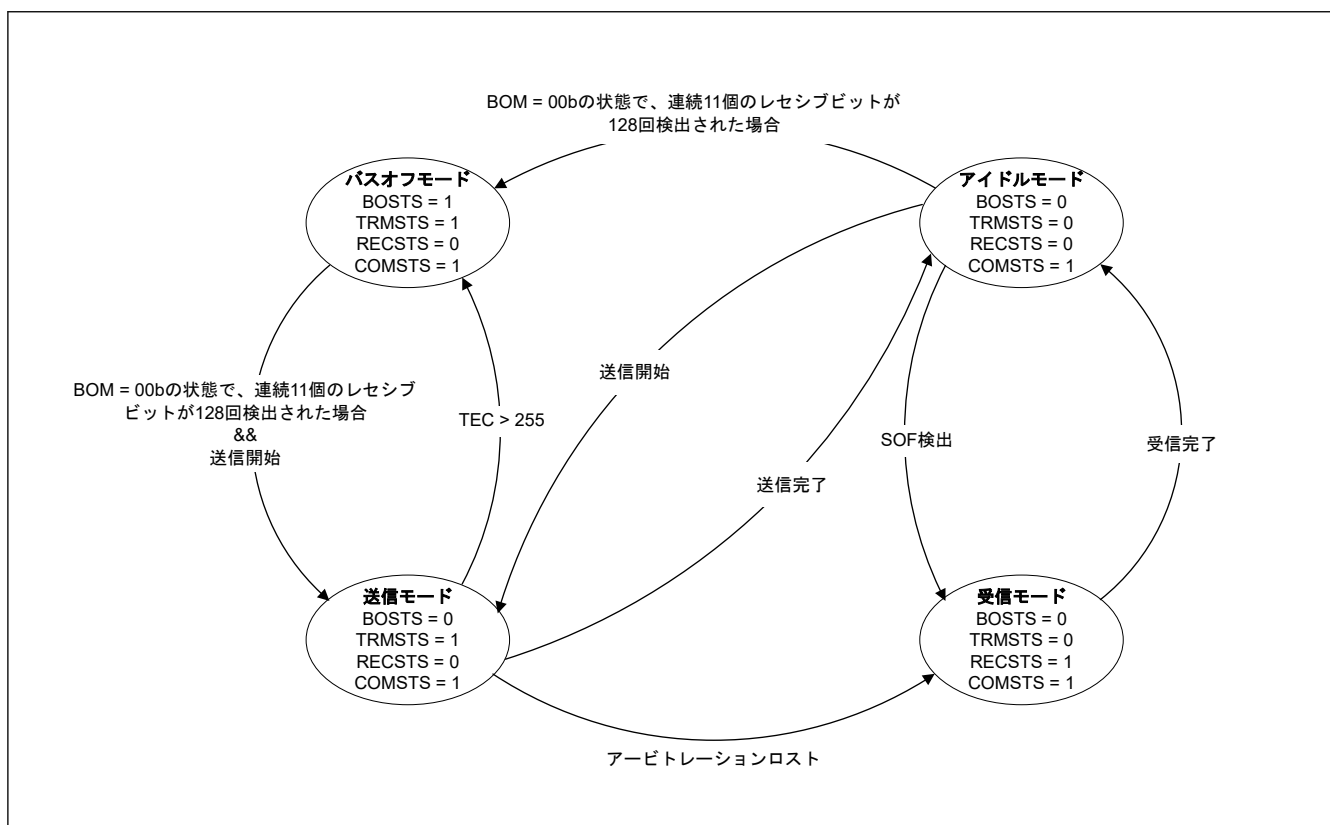 BOM = 00bの状態で、連続11個のレセシブビットが
128回検出された場合
バスオフモード
BOSTS = 1
TRMSTS = 1
RECSTS = 0
COMSTS = 1
アイドルモード
BOSTS = 0
TRMSTS = 0
RECSTS = 0
COMSTS = 1
BOM = 00bの状態で、連続11個のレセシブ
ビットが128回検出された場合
&&
送信開始
TEC > 255
送信開始
送信完了
SOF検出
受信完了
送信モード
BOSTS = 0
TRMSTS = 1
RECSTS = 0
COMSTS = 1
受信モード
BOSTS = 0
TRMSTS = 0
RECSTS = 1
COMSTS = 1
アービトレーションロスト